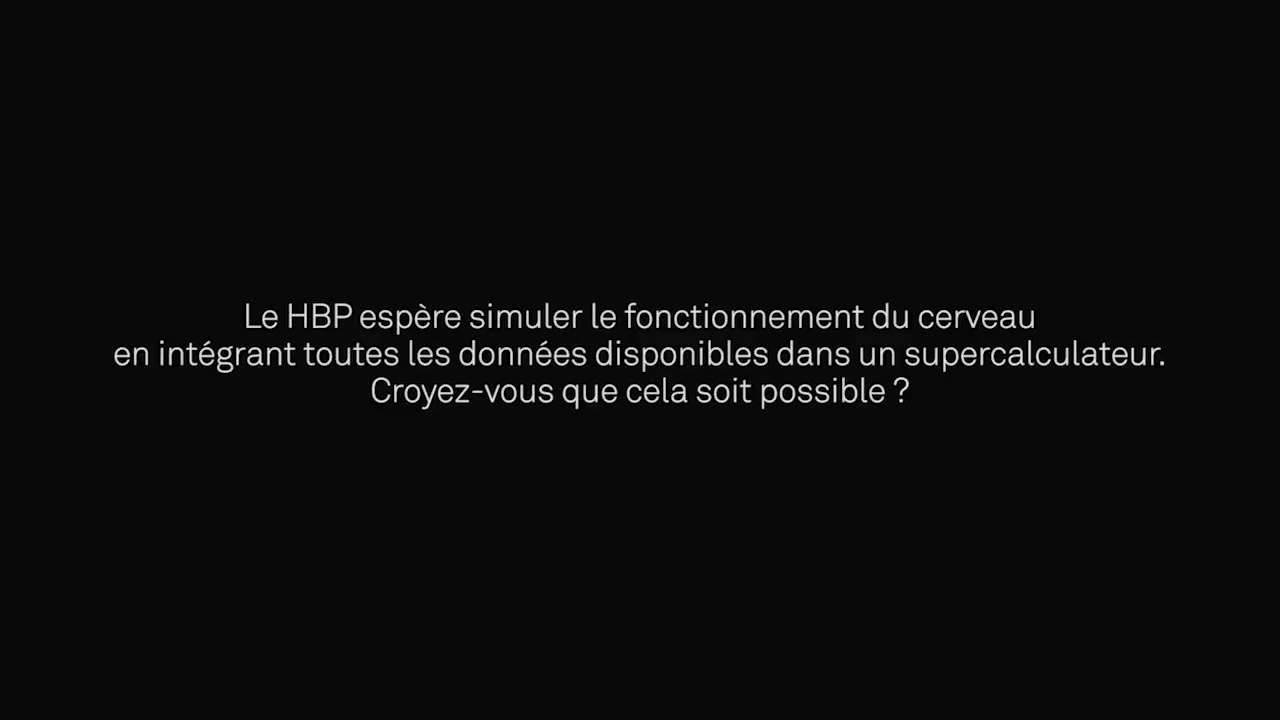 Le HBP espère simuler le fonctionnement du cerveau
en intégrant toutes les données disponibles dans un supercalculateur.
Croyez-vous que cela soit possible ?